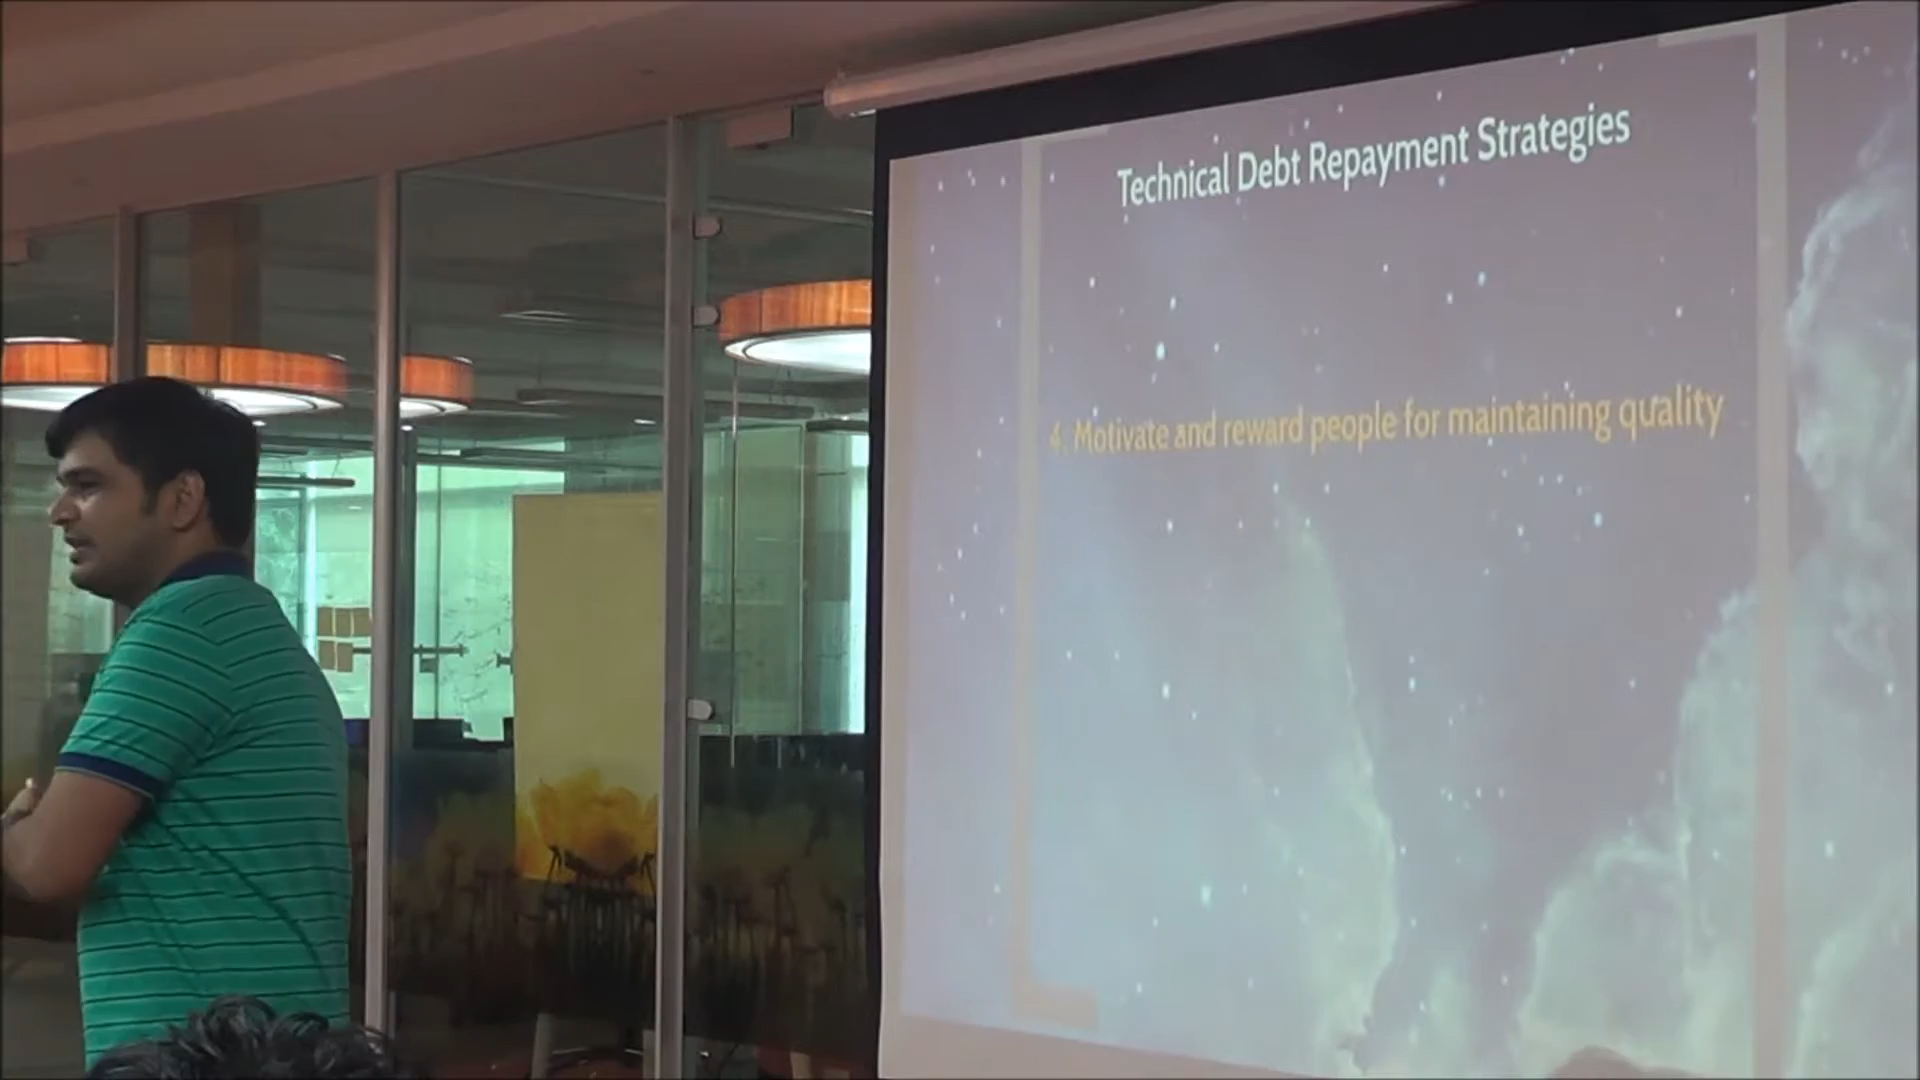 Technical Debt Repayment Strategies
4. Motivate and reward people for maintaining quality